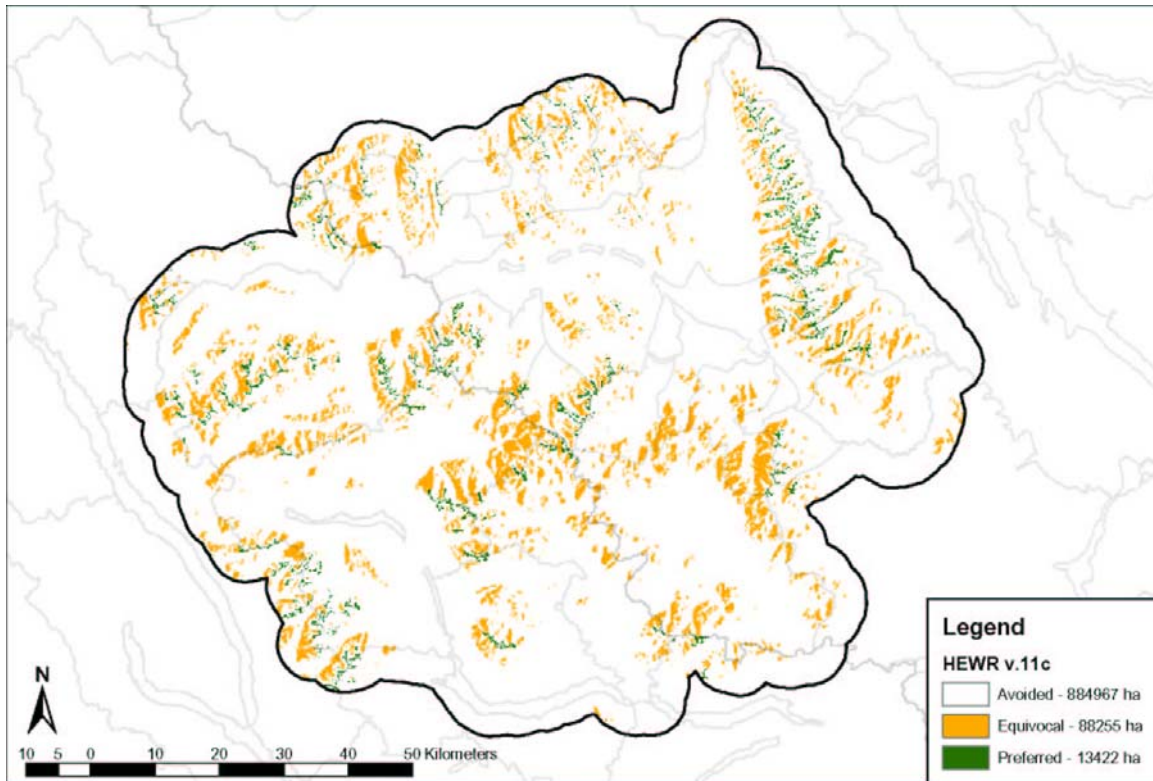 Legend
HEWR v.11c
Avoided - 884967 ha
Equivocal - 88255 ha
Preferred - 13422 ha
N
10 5 0 10 20 30 40 50 Kilometers